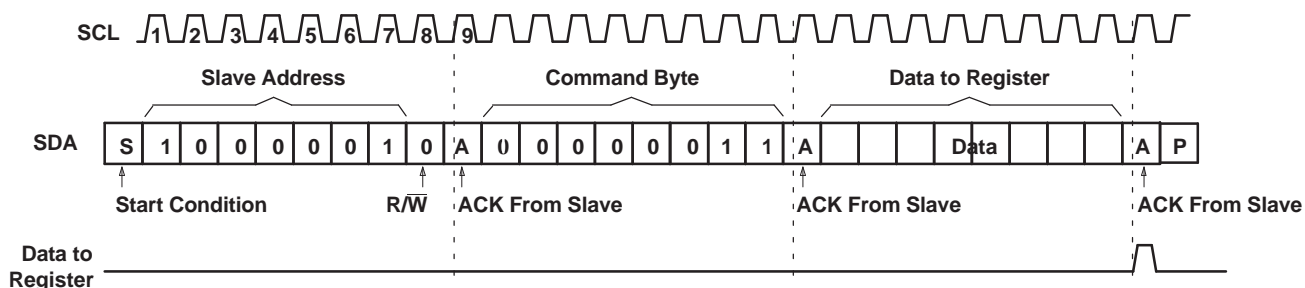 SCL 1 2 3 4 5 6 7 8 9
Slave Address Command Byte Data to Register
SDA S 1 0 0 0 0 0 1 0 A 0 0 0 0 0 0 1 1 A Data A P
Start Condition R/W̅ ACK From Slave ACK From Slave ACK From Slave
Data to
Register